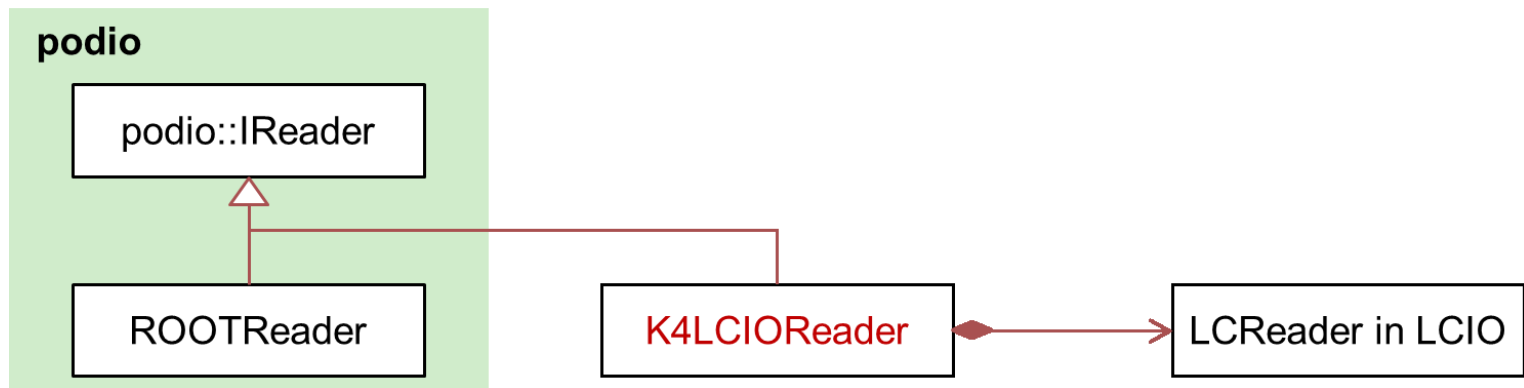 podio
podio::IReader
ROOTReader
K4LCIOReader
LCReader in LCIO